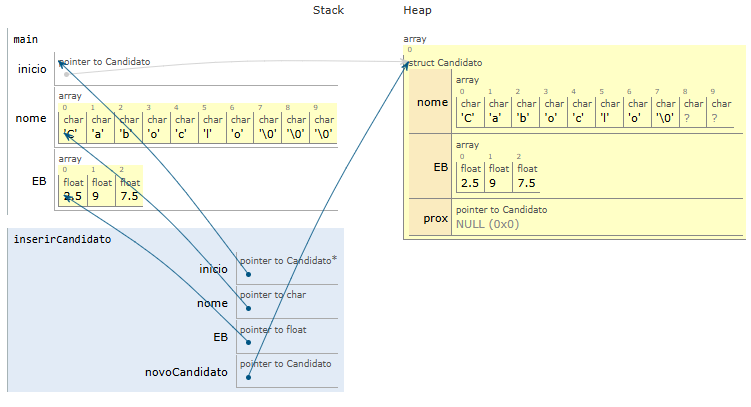 Stack Heap
main
inicio pointer to Candidato
nome array
0 1 2 3 4 5 6 7 8 9
char char char char char char char char char char
'C' 'a' 'b' 'o' 'c' 'l' 'o' '\0' '\0' '\0'
EB array
0 1 2
float float float
2.5 9 7.5
inserirCandidato
inicio pointer to Candidato*
nome pointer to char
EB pointer to float
novoCandidato pointer to Candidato
array
0
struct Candidato
nome array
0 1 2 3 4 5 6 7 8 9
char char char char char char char char char char
'C' 'a' 'b' 'o' 'c' 'l' 'o' '\0' ? ?
EB array
0 1 2
float float float
2.5 9 7.5
prox pointer to Candidato
NULL (0x0)